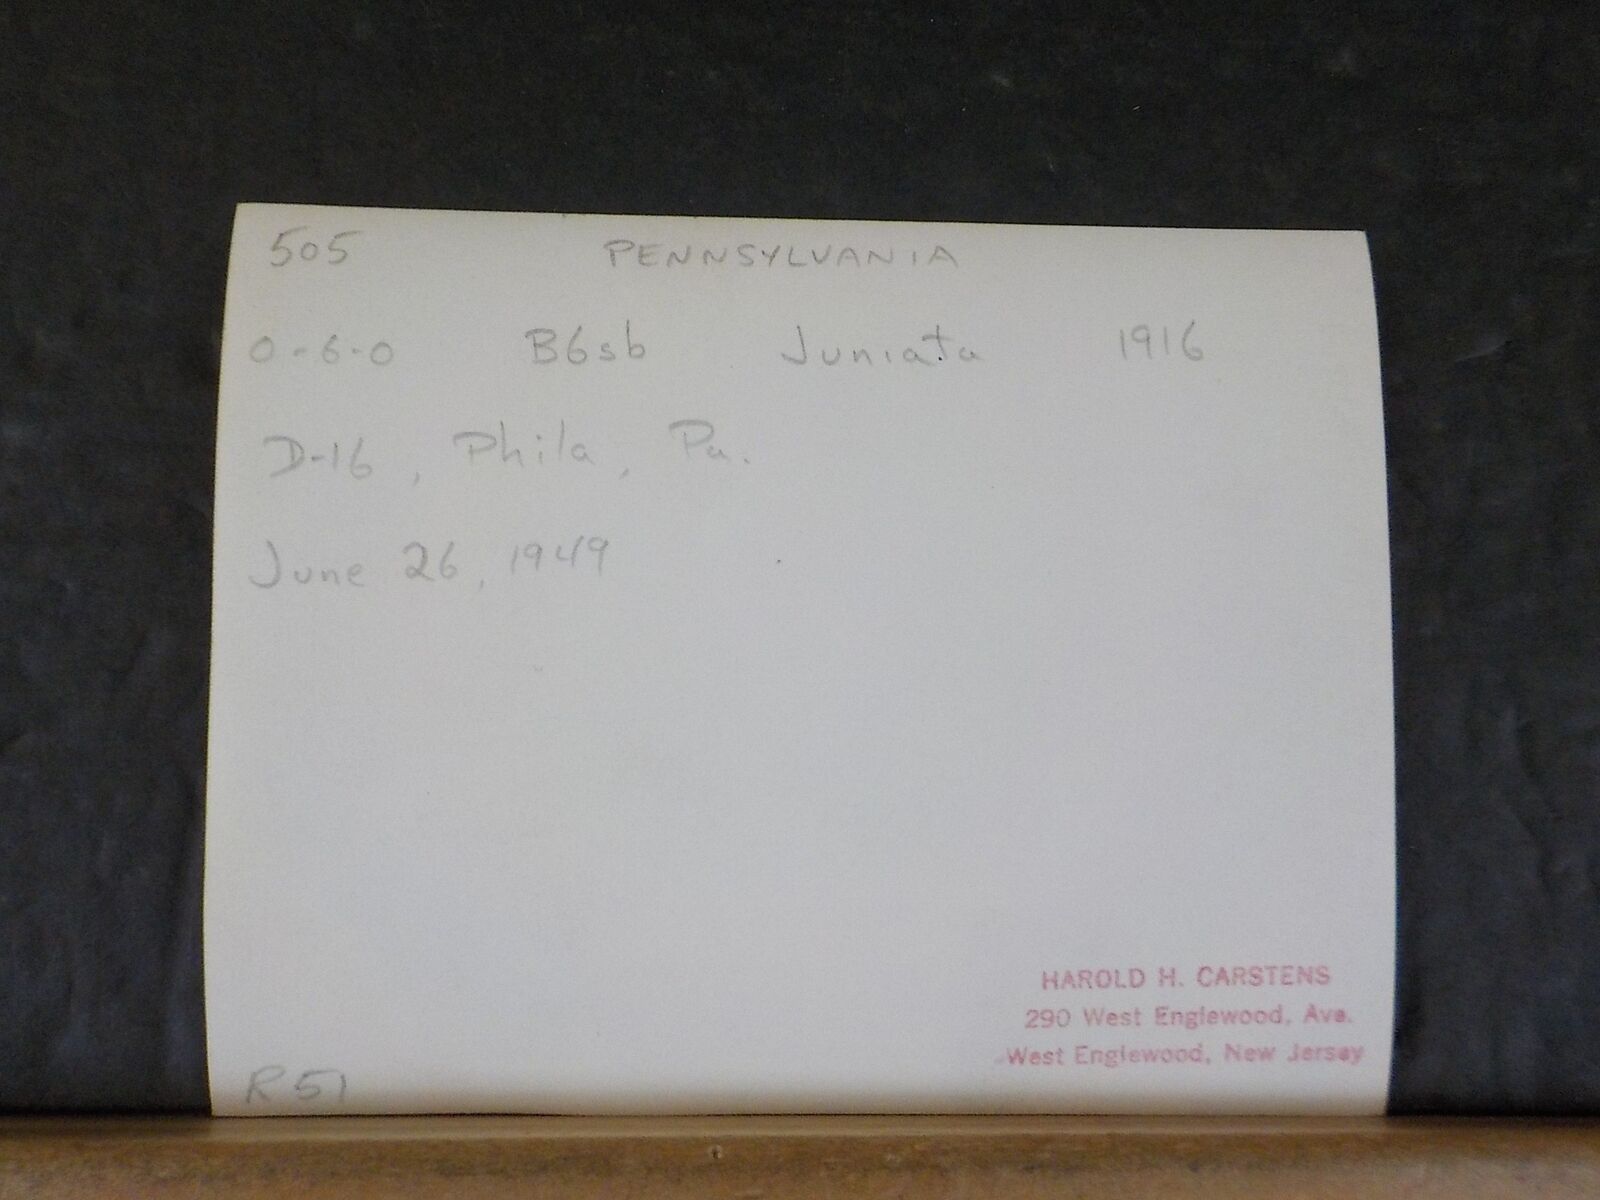 505 PENNSYLVANIA
0-6-0 B6sb Juniata 1916
D-16, Phila, Pa.
June 26, 1949
HAROLD H. CARSTENS
290 West Englewood, Ave.
West Englewood, New Jersey
R51